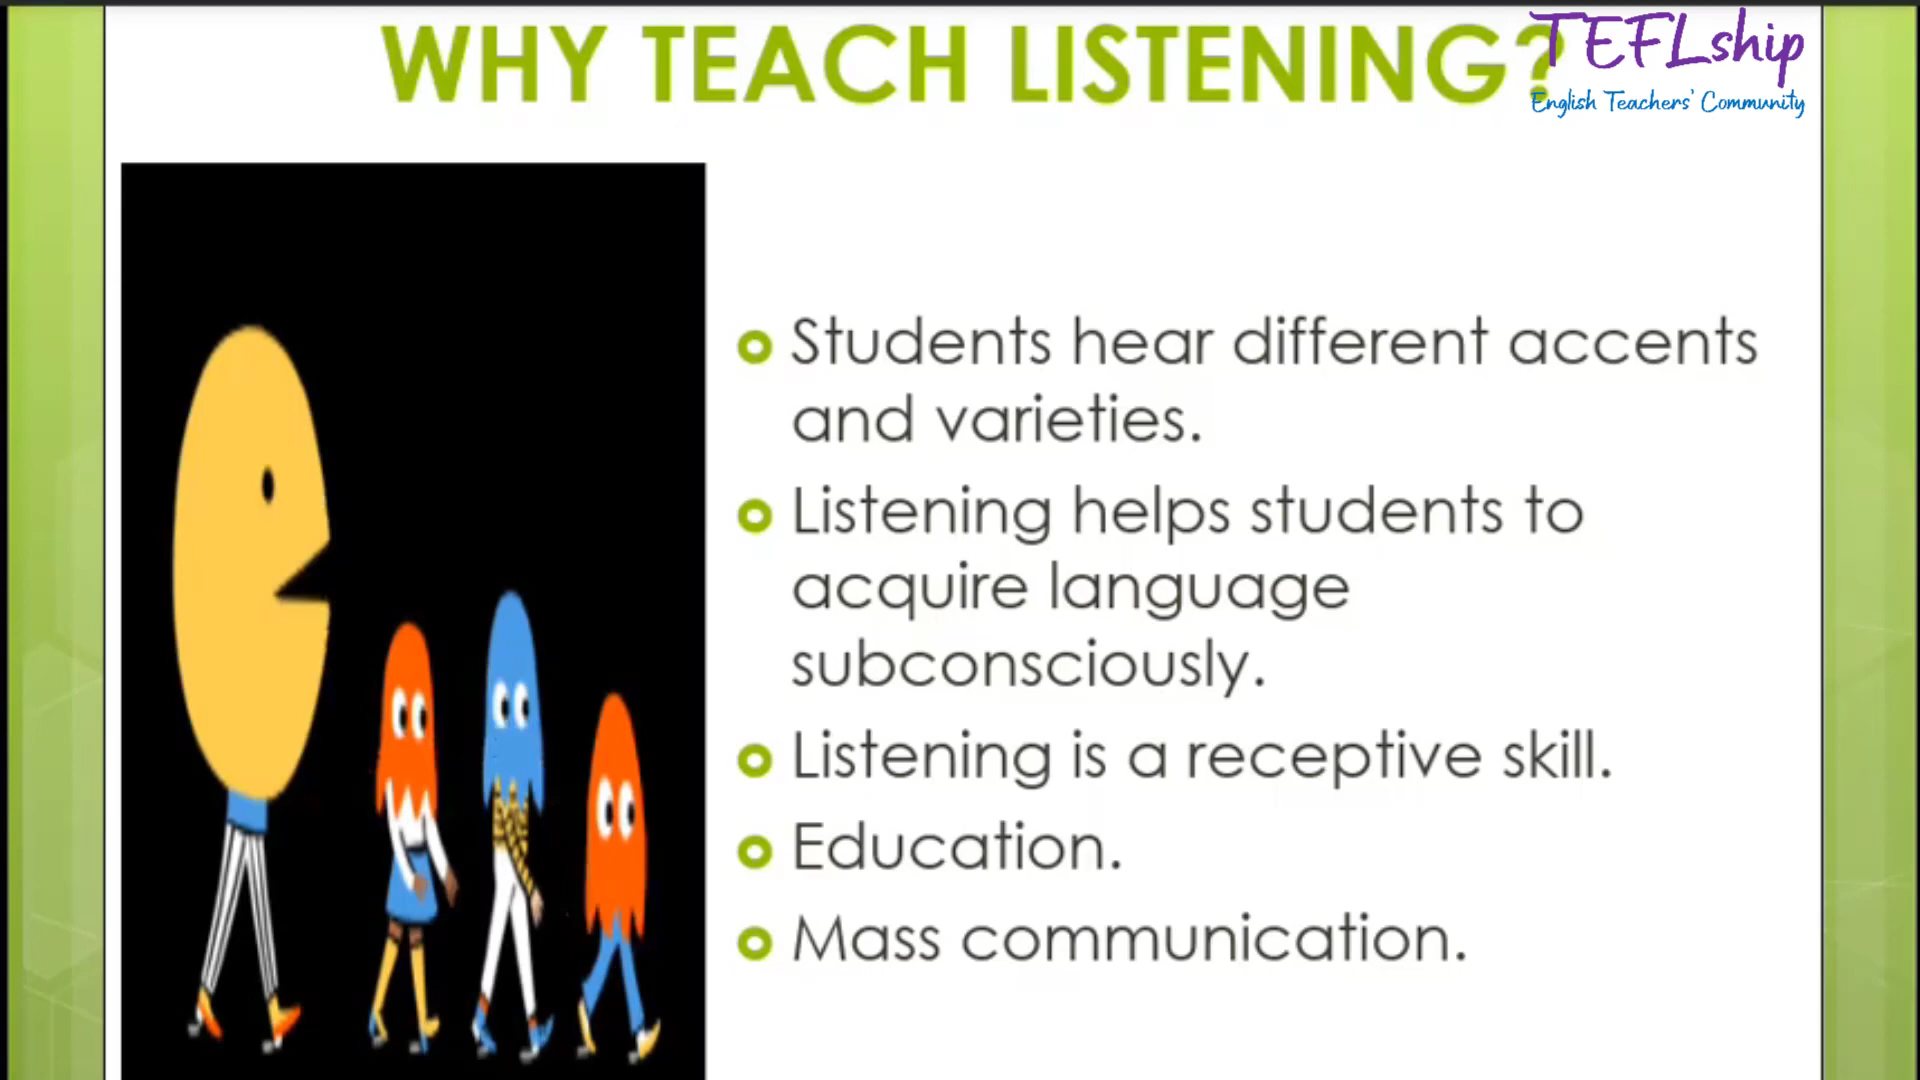 WHY TEACH LISTENING?
TEFLship
English Teachers' Community
Students hear different accents
and varieties.
Listening helps students to
acquire language
subconsciously.
Listening is a receptive skill.
Education.
Mass communication.